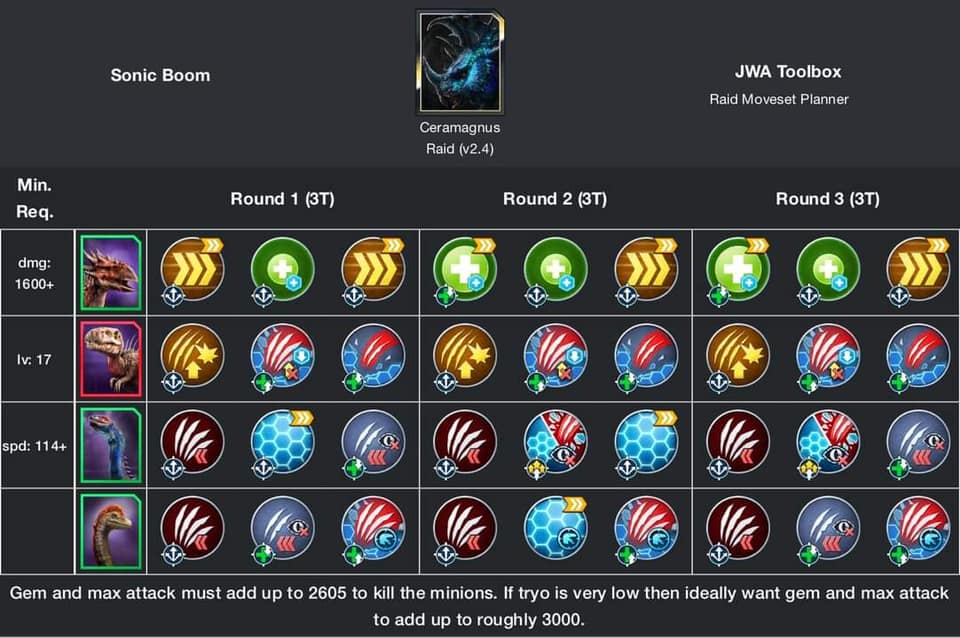 Sonic Boom
Ceramagnus
Raid (v2.4)
JWA Toolbox
Raid Moveset Planner
Min.
Req.
Round 1 (3T)
Round 2 (3T)
Round 3 (3T)
dmg:
1600+
lv: 17
spd: 114+
Gem and max attack must add up to 2605 to kill the minions. If tryo is very low then ideally want gem and max attack
to add up to roughly 3000.